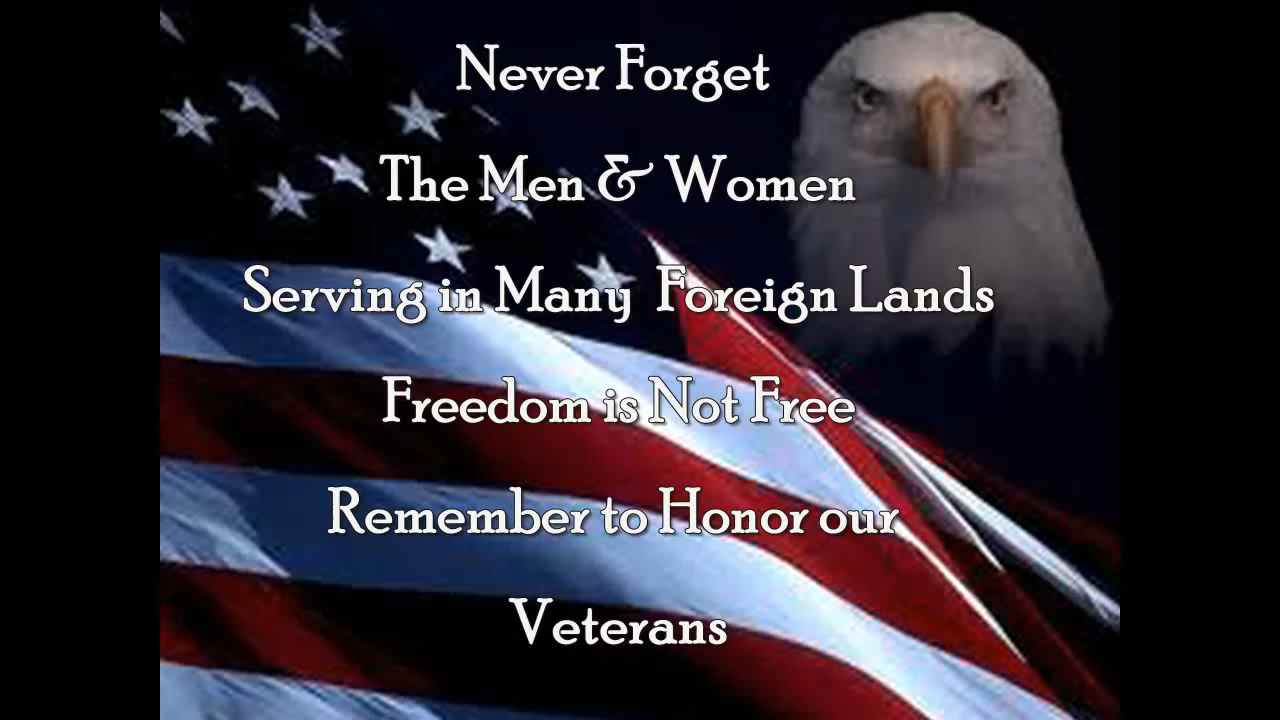 Never Forget
The Men & Women
Serving in Many Foreign Lands
Freedom is Not Free
Remember to Honor our
Veterans